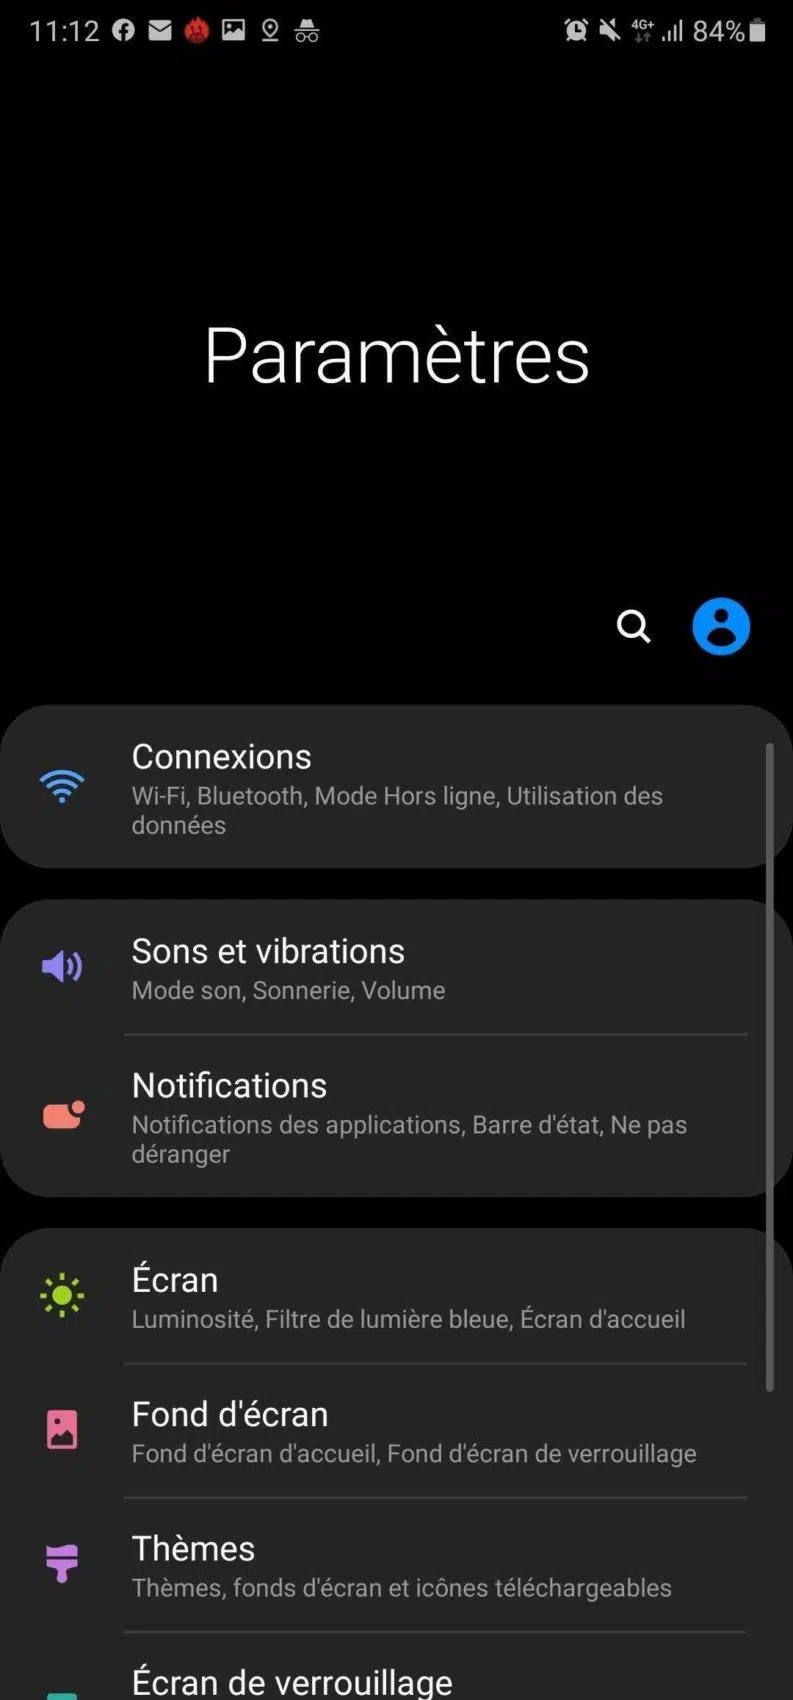 11:12 4G+ 84%
Paramètres
Connexions
Wi-Fi, Bluetooth, Mode Hors ligne, Utilisation des
données
Sons et vibrations
Mode son, Sonnerie, Volume
Notifications
Notifications des applications, Barre d'état, Ne pas
déranger
Écran
Luminosité, Filtre de lumière bleue, Écran d'accueil
Fond d'écran
Fond d'écran d'accueil, Fond d'écran de verrouillage
Thèmes
Thèmes, fonds d'écran et icônes téléchargeables
Écran de verrouillage